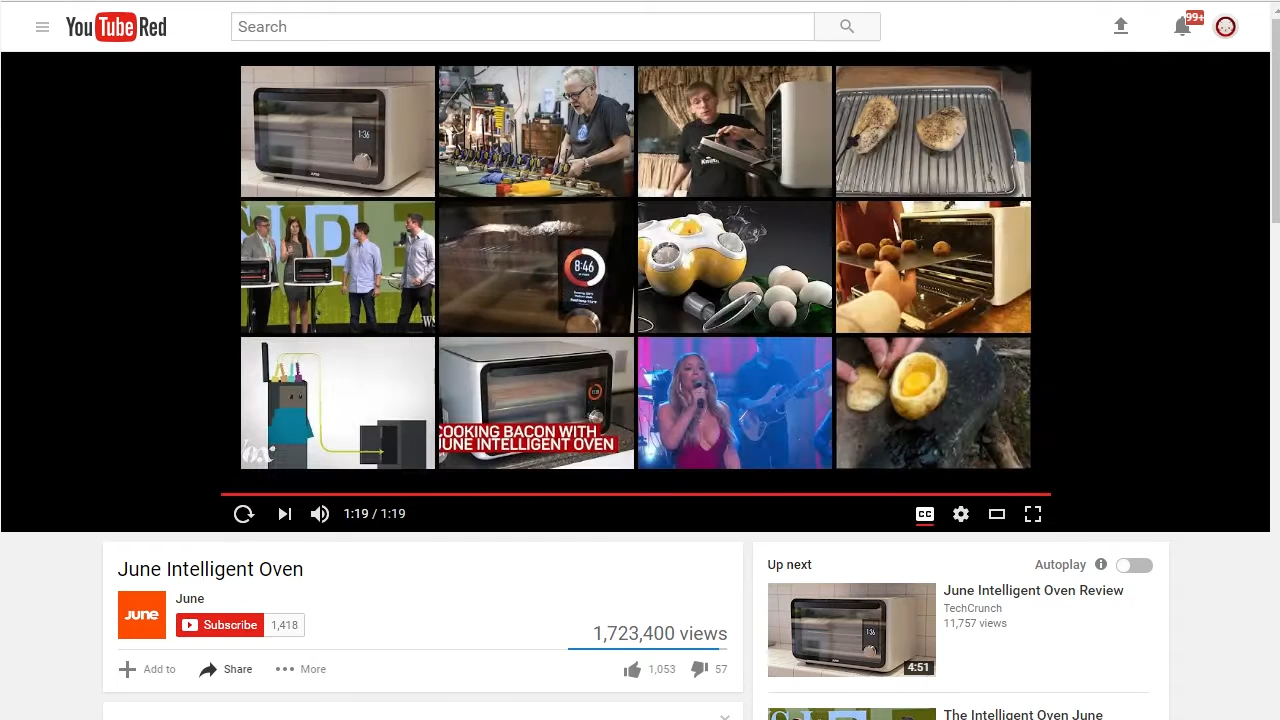 YouTube Red
Search
99+
1:36
8:46
COOKING BACON WITH
JUNE INTELLIGENT OVEN
1:19 / 1:19
CC
June Intelligent Oven
June
June
Subscribe
1,418
1,723,400 views
Add to
Share
More
1,053
57
Up next
Autoplay
June Intelligent Oven Review
TechCrunch
11,757 views
1:36
4:51
The Intelligent Oven June